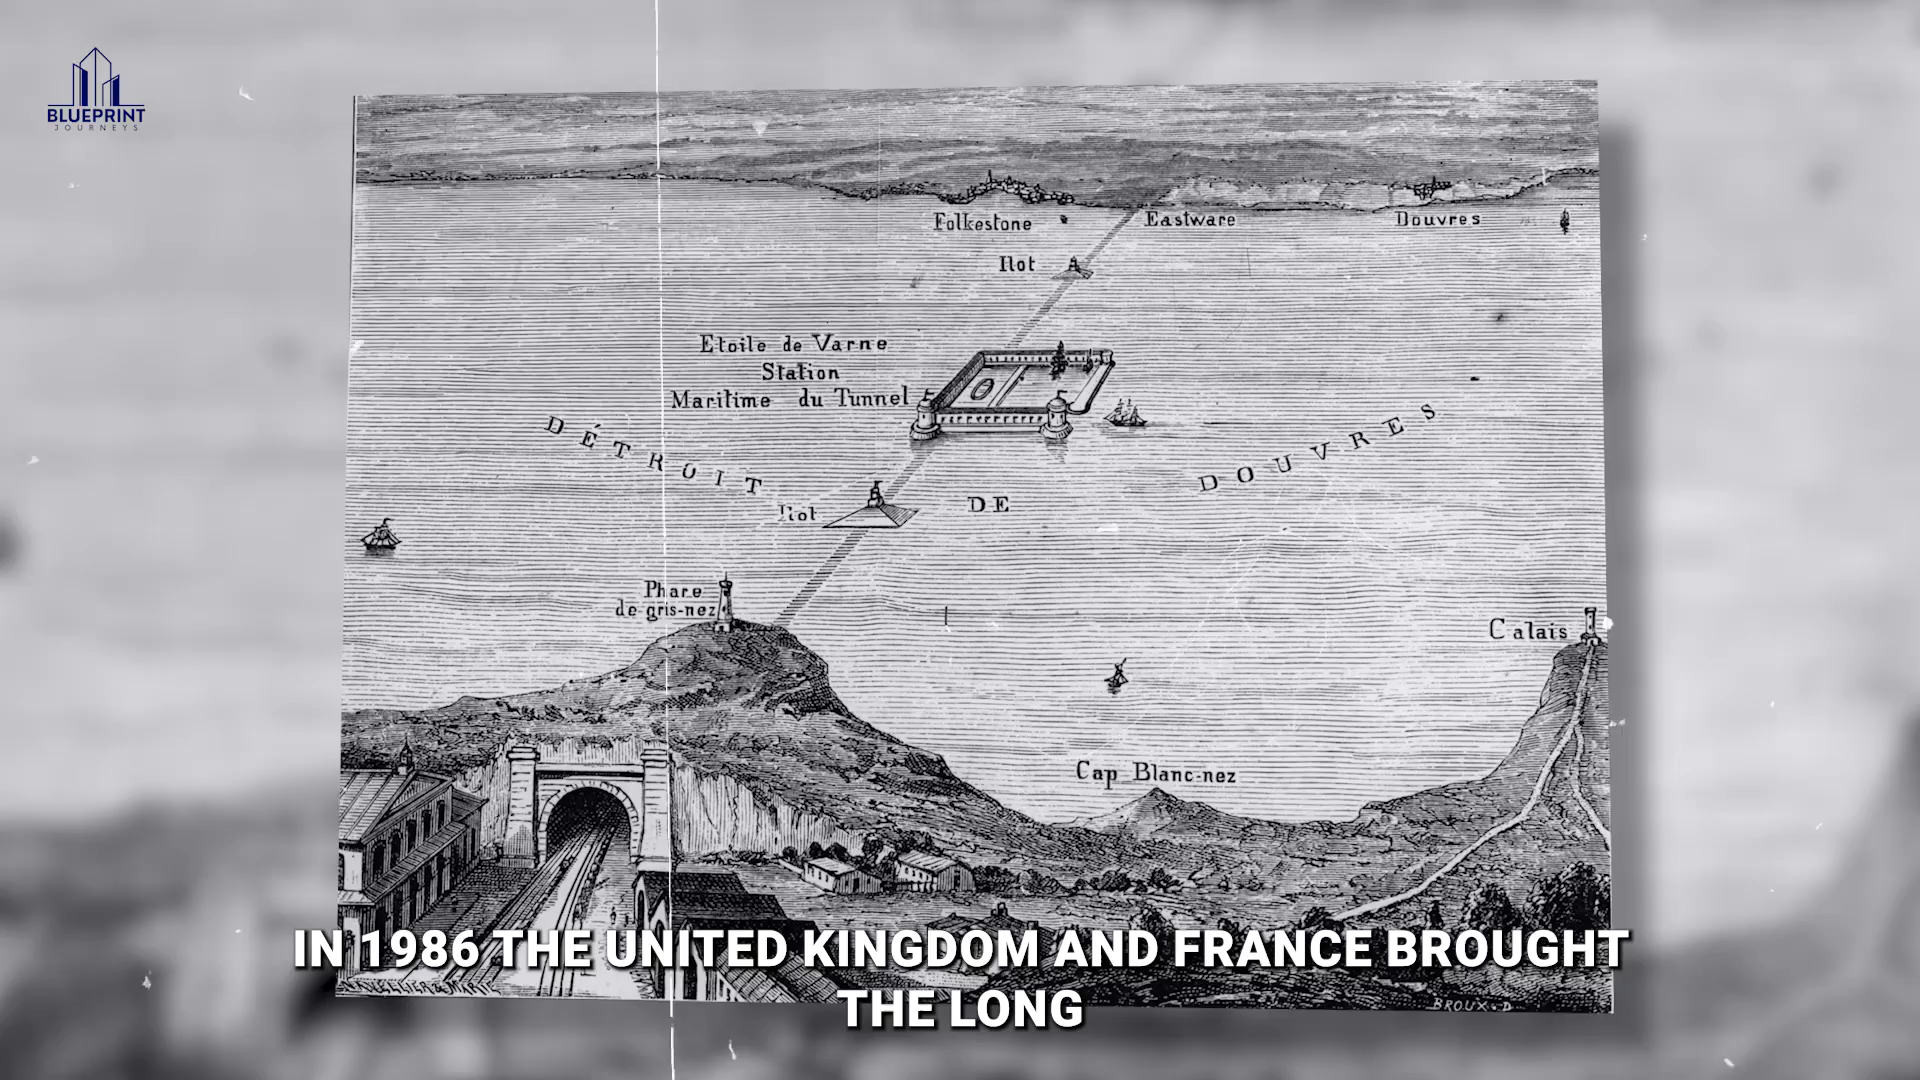 BLUEPRINT
JOURNEYS
Folkestone
Eastware
Douvres
Ilot
Etoile de Varne
Station
Maritime du Tunnel
DÉTROIT DE DOUVRES
Ilot
Phare
de gris-nez
Calais
Cap Blanc-nez
IN 1986 THE UNITED KINGDOM AND FRANCE BROUGHT
THE LONG
BROUX.D